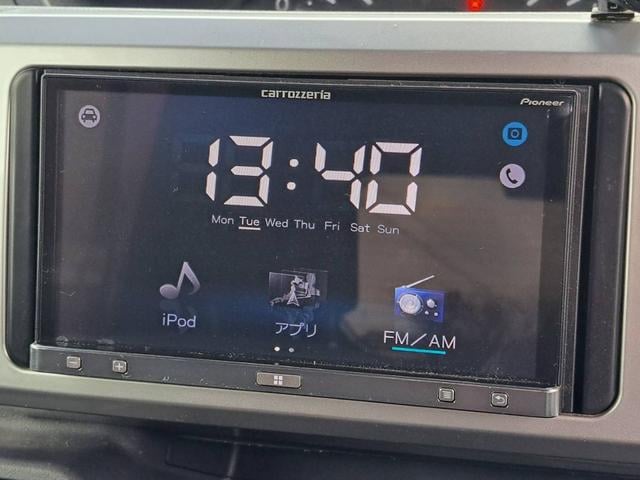 carrozzeria
Pioneer
13:40
Mon Tue Wed Thu Fri Sat Sun
iPod
アプリ
FM／AM